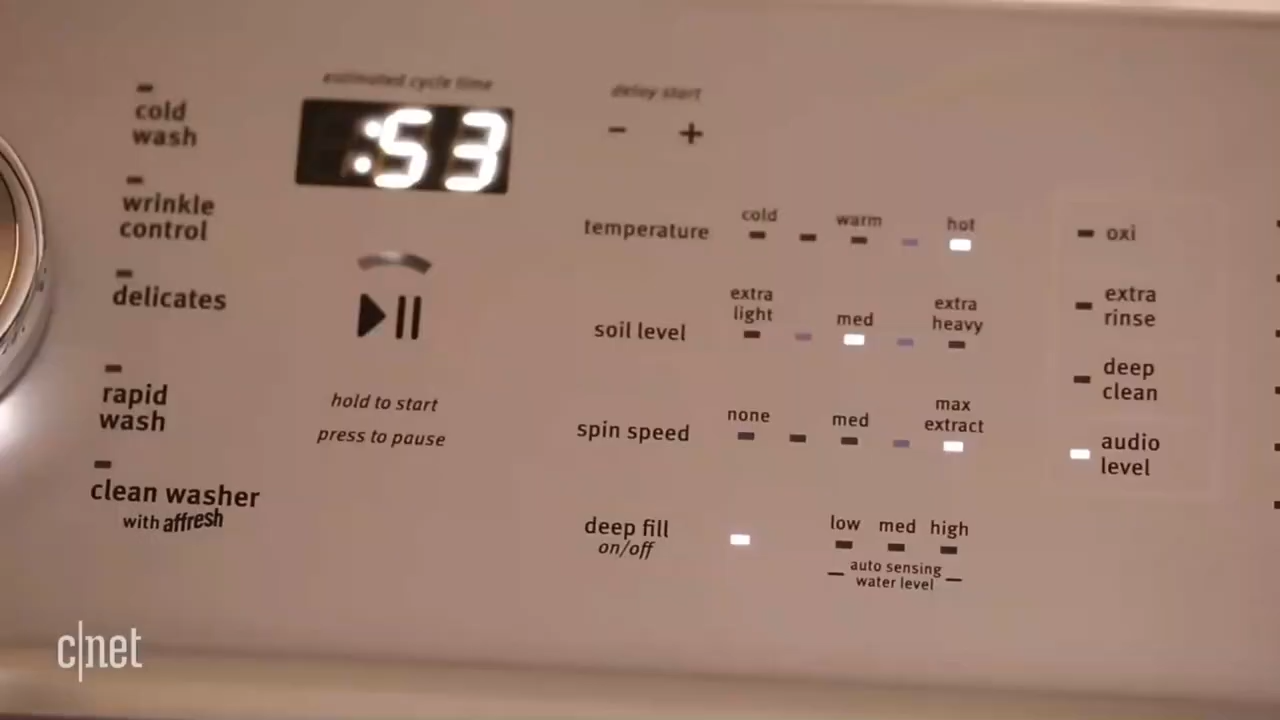 cold
wash
wrinkle
control
delicates
rapid
wash
clean washer
with affresh
estimated cycle time
:53
hold to start
press to pause
delay start
- +
temperature
cold
warm
hot
soil level
extra
light
med
extra
heavy
spin speed
none
med
max
extract
deep fill
on/off
low med high
auto sensing
water level
oxi
extra
rinse
deep
clean
audio
level
c|net